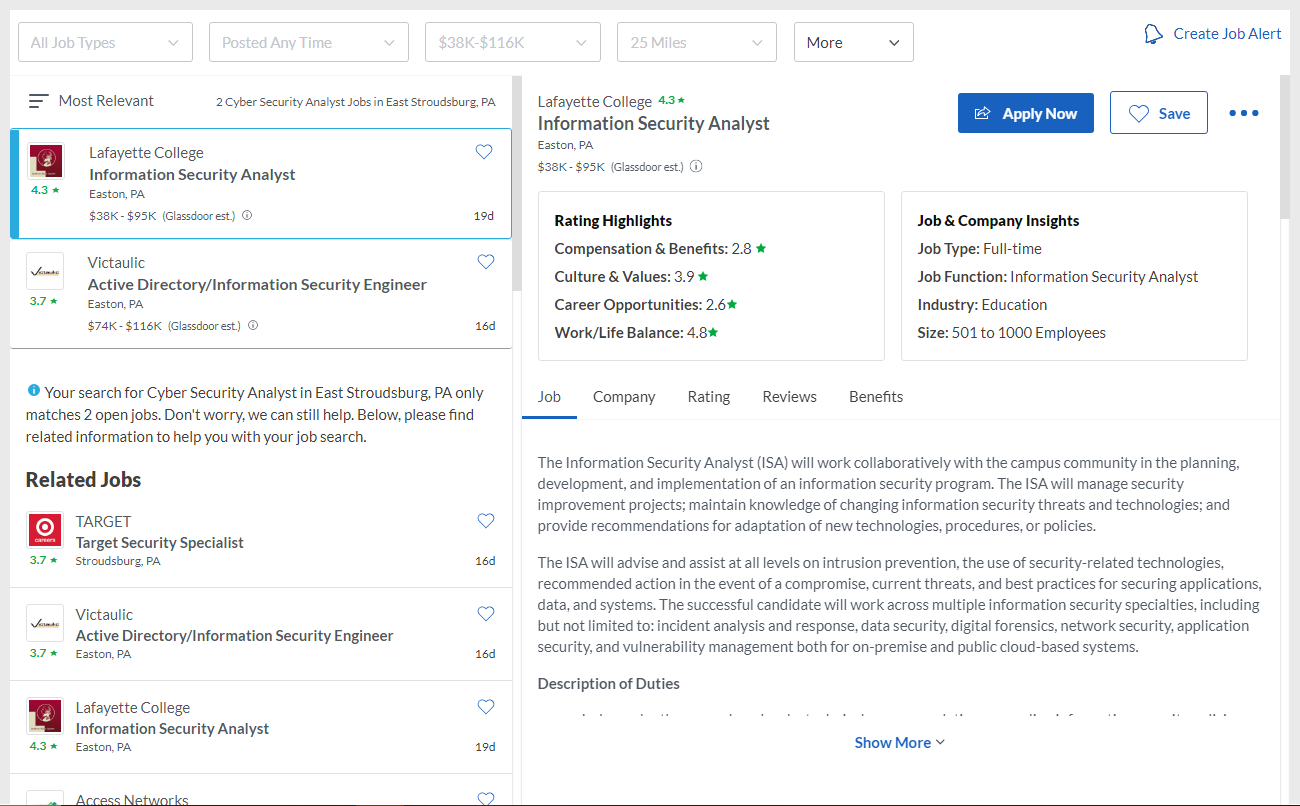 All Job Types
Posted Any Time
$38K-$116K
25 Miles
More
Create Job Alert
Most Relevant
2 Cyber Security Analyst Jobs in East Stroudsburg, PA
Lafayette College
Information Security Analyst
4.3 ★
Easton, PA
$38K - $95K (Glassdoor est.)
19d
Victaulic
Victaulic
Active Directory/Information Security Engineer
3.7 ★
Easton, PA
$74K - $116K (Glassdoor est.)
16d
Your search for Cyber Security Analyst in East Stroudsburg, PA only
matches 2 open jobs. Don't worry, we can still help. Below, please find
related information to help you with your job search.
Related Jobs
careers
TARGET
Target Security Specialist
3.7 ★
Stroudsburg, PA
16d
Victaulic
Victaulic
Active Directory/Information Security Engineer
3.7 ★
Easton, PA
16d
Lafayette College
Information Security Analyst
4.3 ★
Easton, PA
19d
Access Networks
Lafayette College 4.3 ★
Information Security Analyst
Easton, PA
$38K - $95K (Glassdoor est.)
Apply Now
Save
Rating Highlights
Compensation & Benefits: 2.8 ★
Culture & Values: 3.9 ★
Career Opportunities: 2.6★
Work/Life Balance: 4.8★
Job & Company Insights
Job Type: Full-time
Job Function: Information Security Analyst
Industry: Education
Size: 501 to 1000 Employees
Job
Company
Rating
Reviews
Benefits
The Information Security Analyst (ISA) will work collaboratively with the campus community in the planning,
development, and implementation of an information security program. The ISA will manage security
improvement projects; maintain knowledge of changing information security threats and technologies; and
provide recommendations for adaptation of new technologies, procedures, or policies.
The ISA will advise and assist at all levels on intrusion prevention, the use of security-related technologies,
recommended action in the event of a compromise, current threats, and best practices for securing applications,
data, and systems. The successful candidate will work across multiple information security specialties, including
but not limited to: incident analysis and response, data security, digital forensics, network security, application
security, and vulnerability management both for on-premise and public cloud-based systems.
Description of Duties
Show More